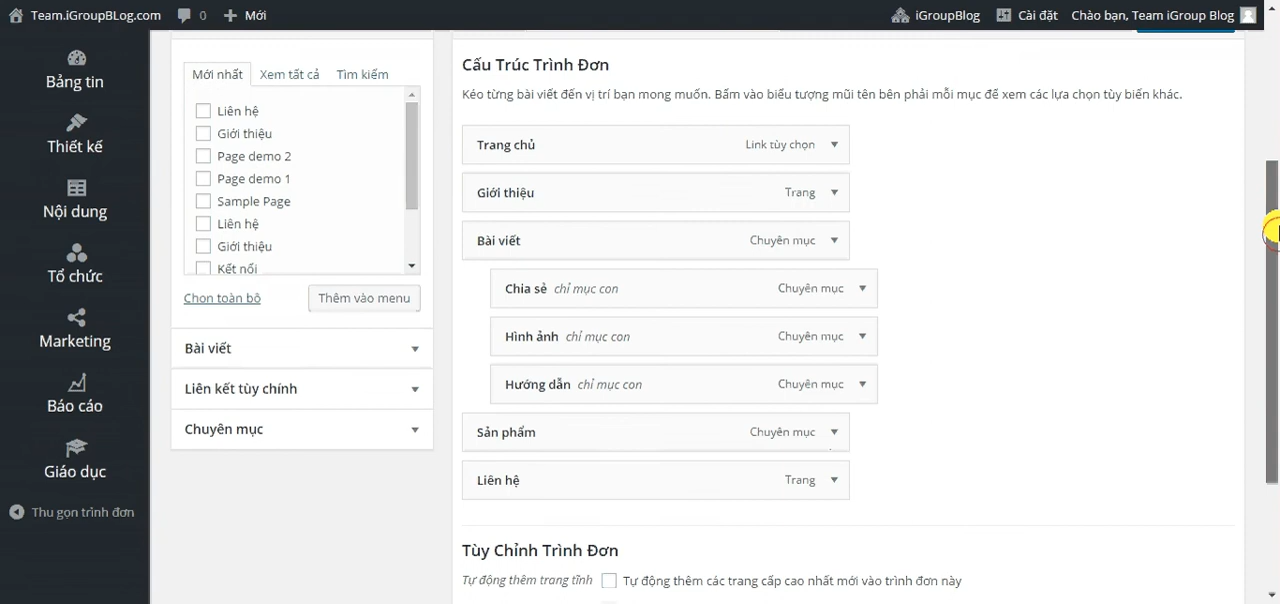 Team.iGroupBLog.com 0 Mới iGroupBlog Cài đặt Chào bạn, Team iGroup Blog
Bảng tin
Thiết kế
Nội dung
Tổ chức
Marketing
Báo cáo
Giáo dục
Thu gọn trình đơn
Mới nhất Xem tất cả Tìm kiếm
Liên hệ
Giới thiệu
Page demo 2
Page demo 1
Sample Page
Liên hệ
Giới thiệu
Kết nối
Chọn toàn bộ Thêm vào menu
Bài viết
Liên kết tùy chỉnh
Chuyên mục
Cấu Trúc Trình Đơn
Kéo từng bài viết đến vị trí bạn mong muốn. Bấm vào biểu tượng mũi tên bên phải mỗi mục để xem các lựa chọn tùy biến khác.
Trang chủ Link tùy chọn
Giới thiệu Trang
Bài viết Chuyên mục
Chia sẻ chỉ mục con Chuyên mục
Hình ảnh chỉ mục con Chuyên mục
Hướng dẫn chỉ mục con Chuyên mục
Sản phẩm Chuyên mục
Liên hệ Trang
Tùy Chỉnh Trình Đơn
Tự động thêm trang tĩnh Tự động thêm các trang cấp cao nhất mới vào trình đơn này